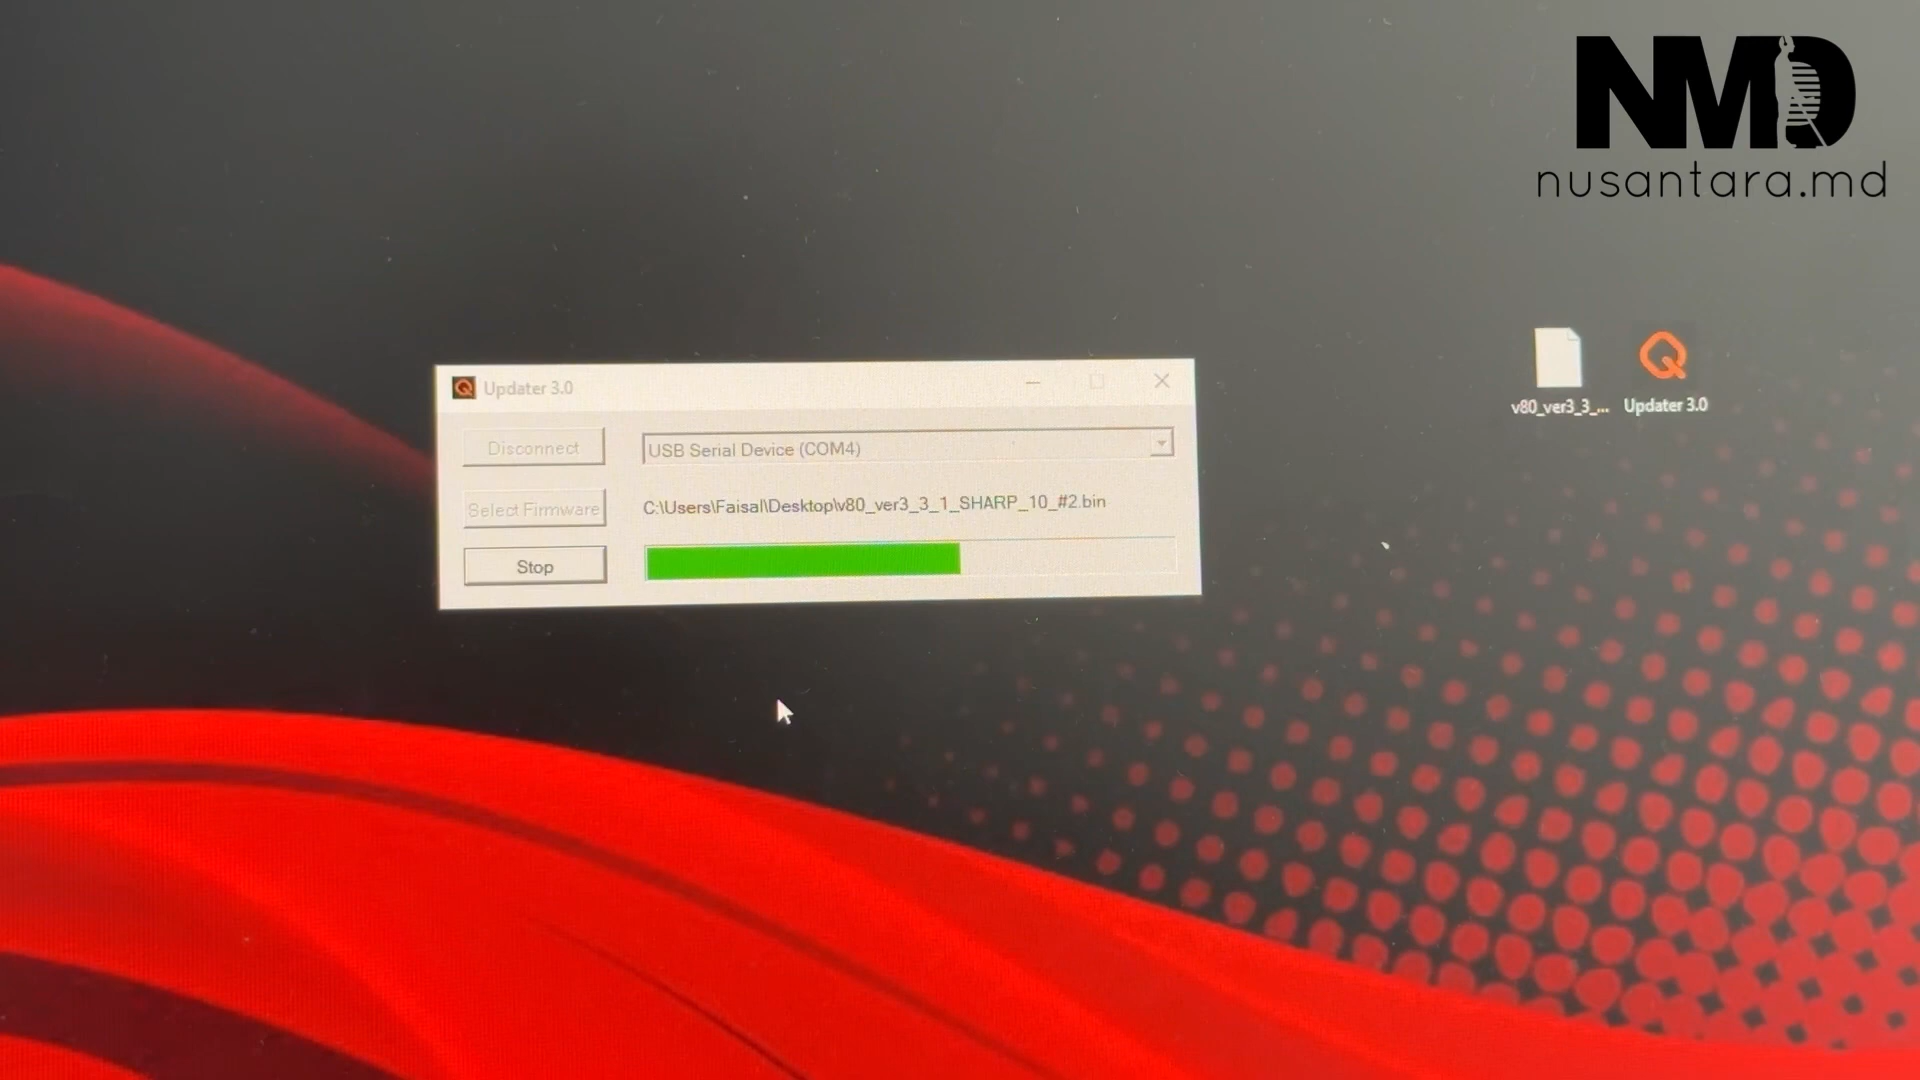 NMD
nusantara.md
Updater 3.0
Disconnect
USB Serial Device (COM4)
Select Firmware
C:\Users\Faisal\Desktop\v80_ver3_3_1_SHARP_10_#2.bin
Stop
v80_ver3_3_...
Updater 3.0